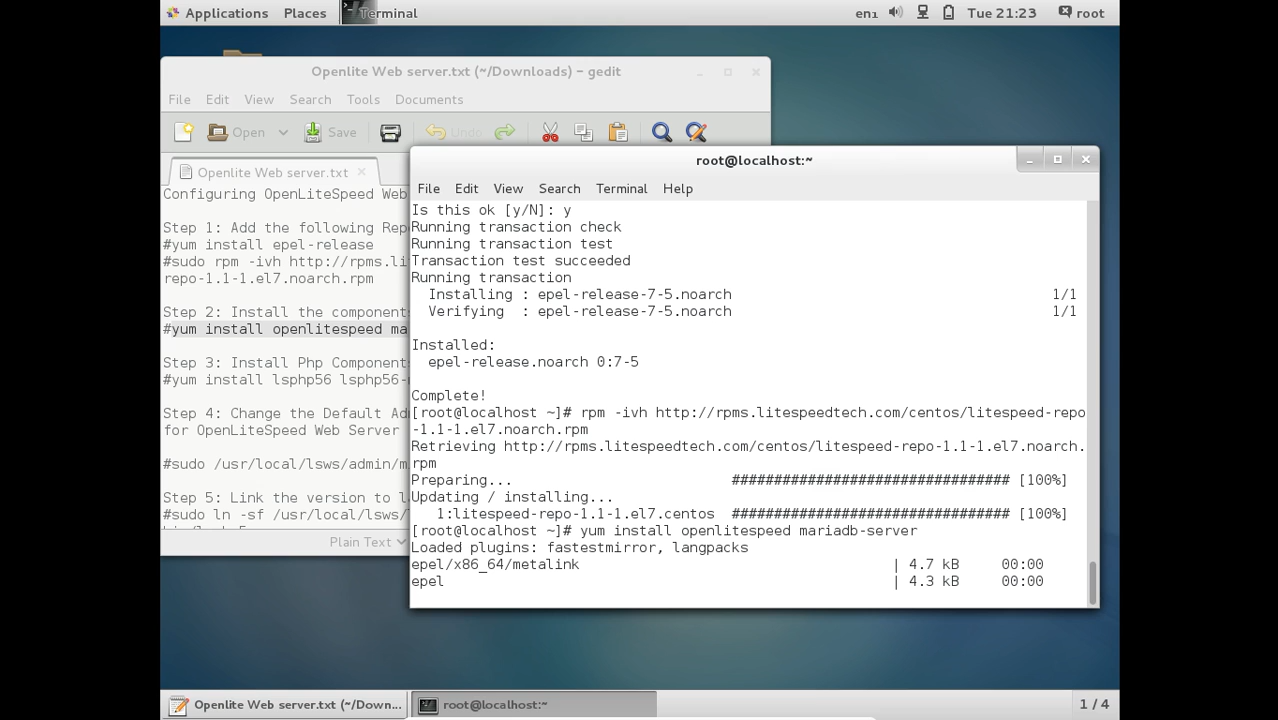 Applications Places Terminal en₁ Tue 21:23 root
Openlite Web server.txt (~/Downloads) – gedit
File Edit View Search Tools Documents
Open Save Undo
Openlite Web server.txt
Configuring OpenLiteSpeed Web
Step 1: Add the following Rep
#yum install epel-release
#sudo rpm -ivh http://rpms.li
repo-1.1-1.el7.noarch.rpm
Step 2: Install the components
#yum install openlitespeed ma
Step 3: Install Php Components
#yum install lsphp56 lsphp56-
Step 4: Change the Default Ad
for OpenLiteSpeed Web Server
#sudo /usr/local/lsws/admin/m
Step 5: Link the version to l
#sudo ln -sf /usr/local/lsws/
Plain Text
root@localhost:~
File Edit View Search Terminal Help
Is this ok [y/N]: y
Running transaction check
Running transaction test
Transaction test succeeded
Running transaction
Installing : epel-release-7-5.noarch 1/1
Verifying : epel-release-7-5.noarch 1/1
Installed:
epel-release.noarch 0:7-5
Complete!
[root@localhost ~]# rpm -ivh http://rpms.litespeedtech.com/centos/litespeed-repo
-1.1-1.el7.noarch.rpm
Retrieving http://rpms.litespeedtech.com/centos/litespeed-repo-1.1-1.el7.noarch.
rpm
Preparing... ################################# [100%]
Updating / installing...
1:litespeed-repo-1.1-1.el7.centos ################################# [100%]
[root@localhost ~]# yum install openlitespeed mariadb-server
Loaded plugins: fastestmirror, langpacks
epel/x86_64/metalink | 4.7 kB 00:00
epel | 4.3 kB 00:00
Openlite Web server.txt (~/Down... root@localhost:~ 1 / 4